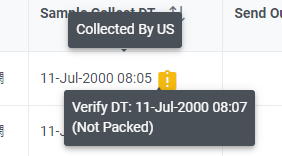 Sample Collect DT
Send Ou
Collected By US
11-Jul-2000 08:05
Verify DT: 11-Jul-2000 08:07
(Not Packed)
11-Ju